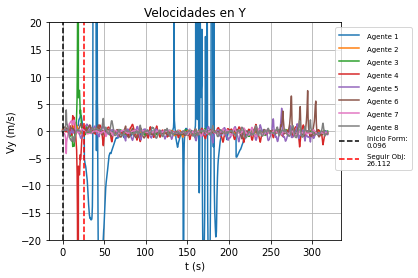 Velocidades en Y
Vy (m/s)
20
15
10
5
0
−5
−10
−15
−20
0
50
100
150
200
250
300
t (s)
Agente 1
Agente 2
Agente 3
Agente 4
Agente 5
Agente 6
Agente 7
Agente 8
Inicio Form:
0.096
Seguir Obj:
26.112